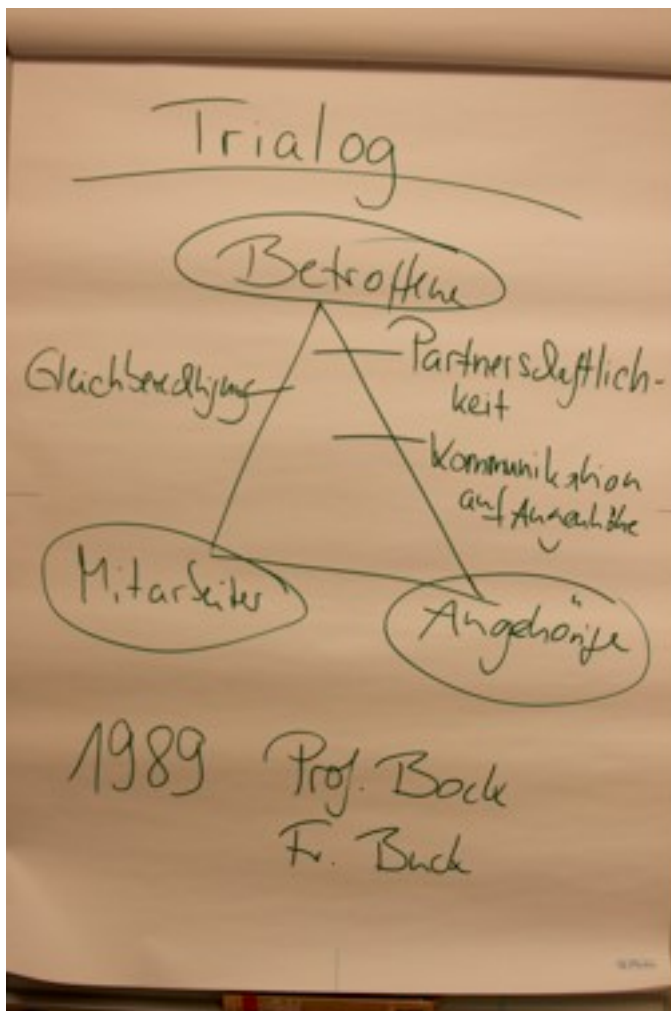 Trialog
Betroffene
Gleichberechtigung
Partnerschaftlich-
keit
Kommunikation
auf Augenhöhe
Mitarbeiter
Angehörige
1989 Prof. Bock
Fr. Buck